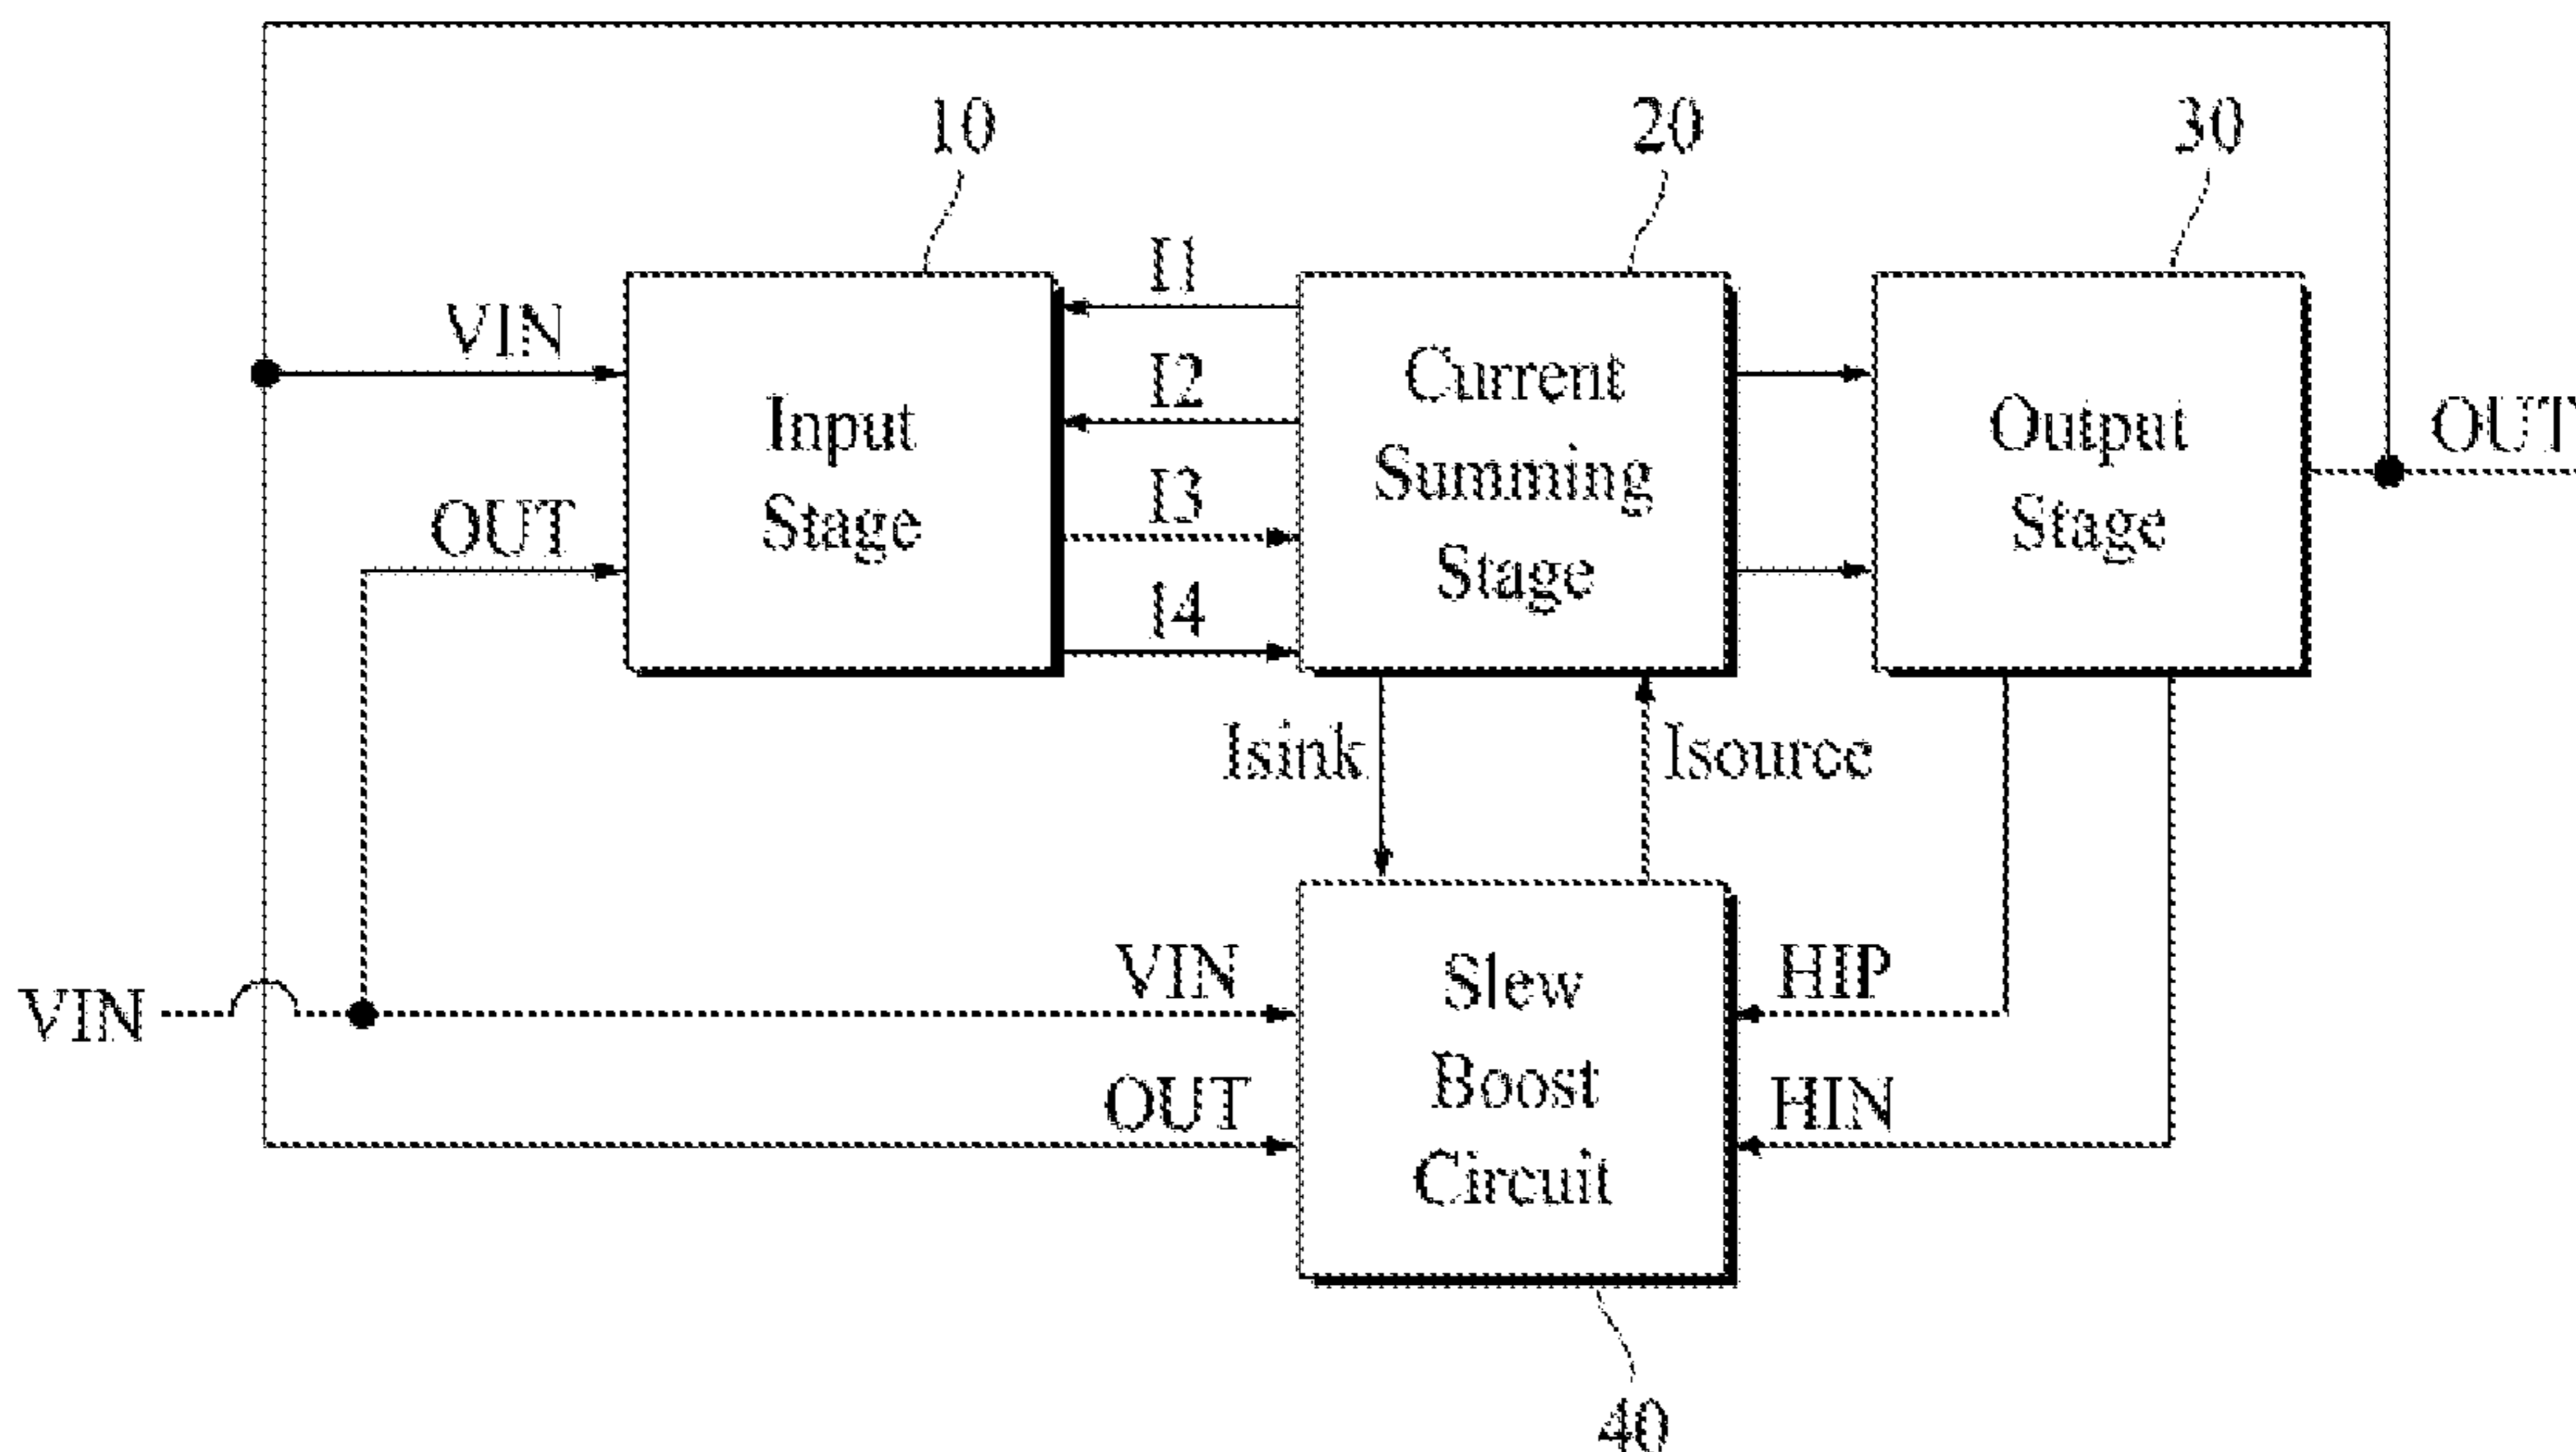 10
20
30
VIN
OUT
Input
Stage
I1
I2
I3
I4
Current
Summing
Stage
Output
Stage
OUT
Isink
Isource
VIN
VIN
OUT
Slew
Boost
Circuit
HIP
HIN
40